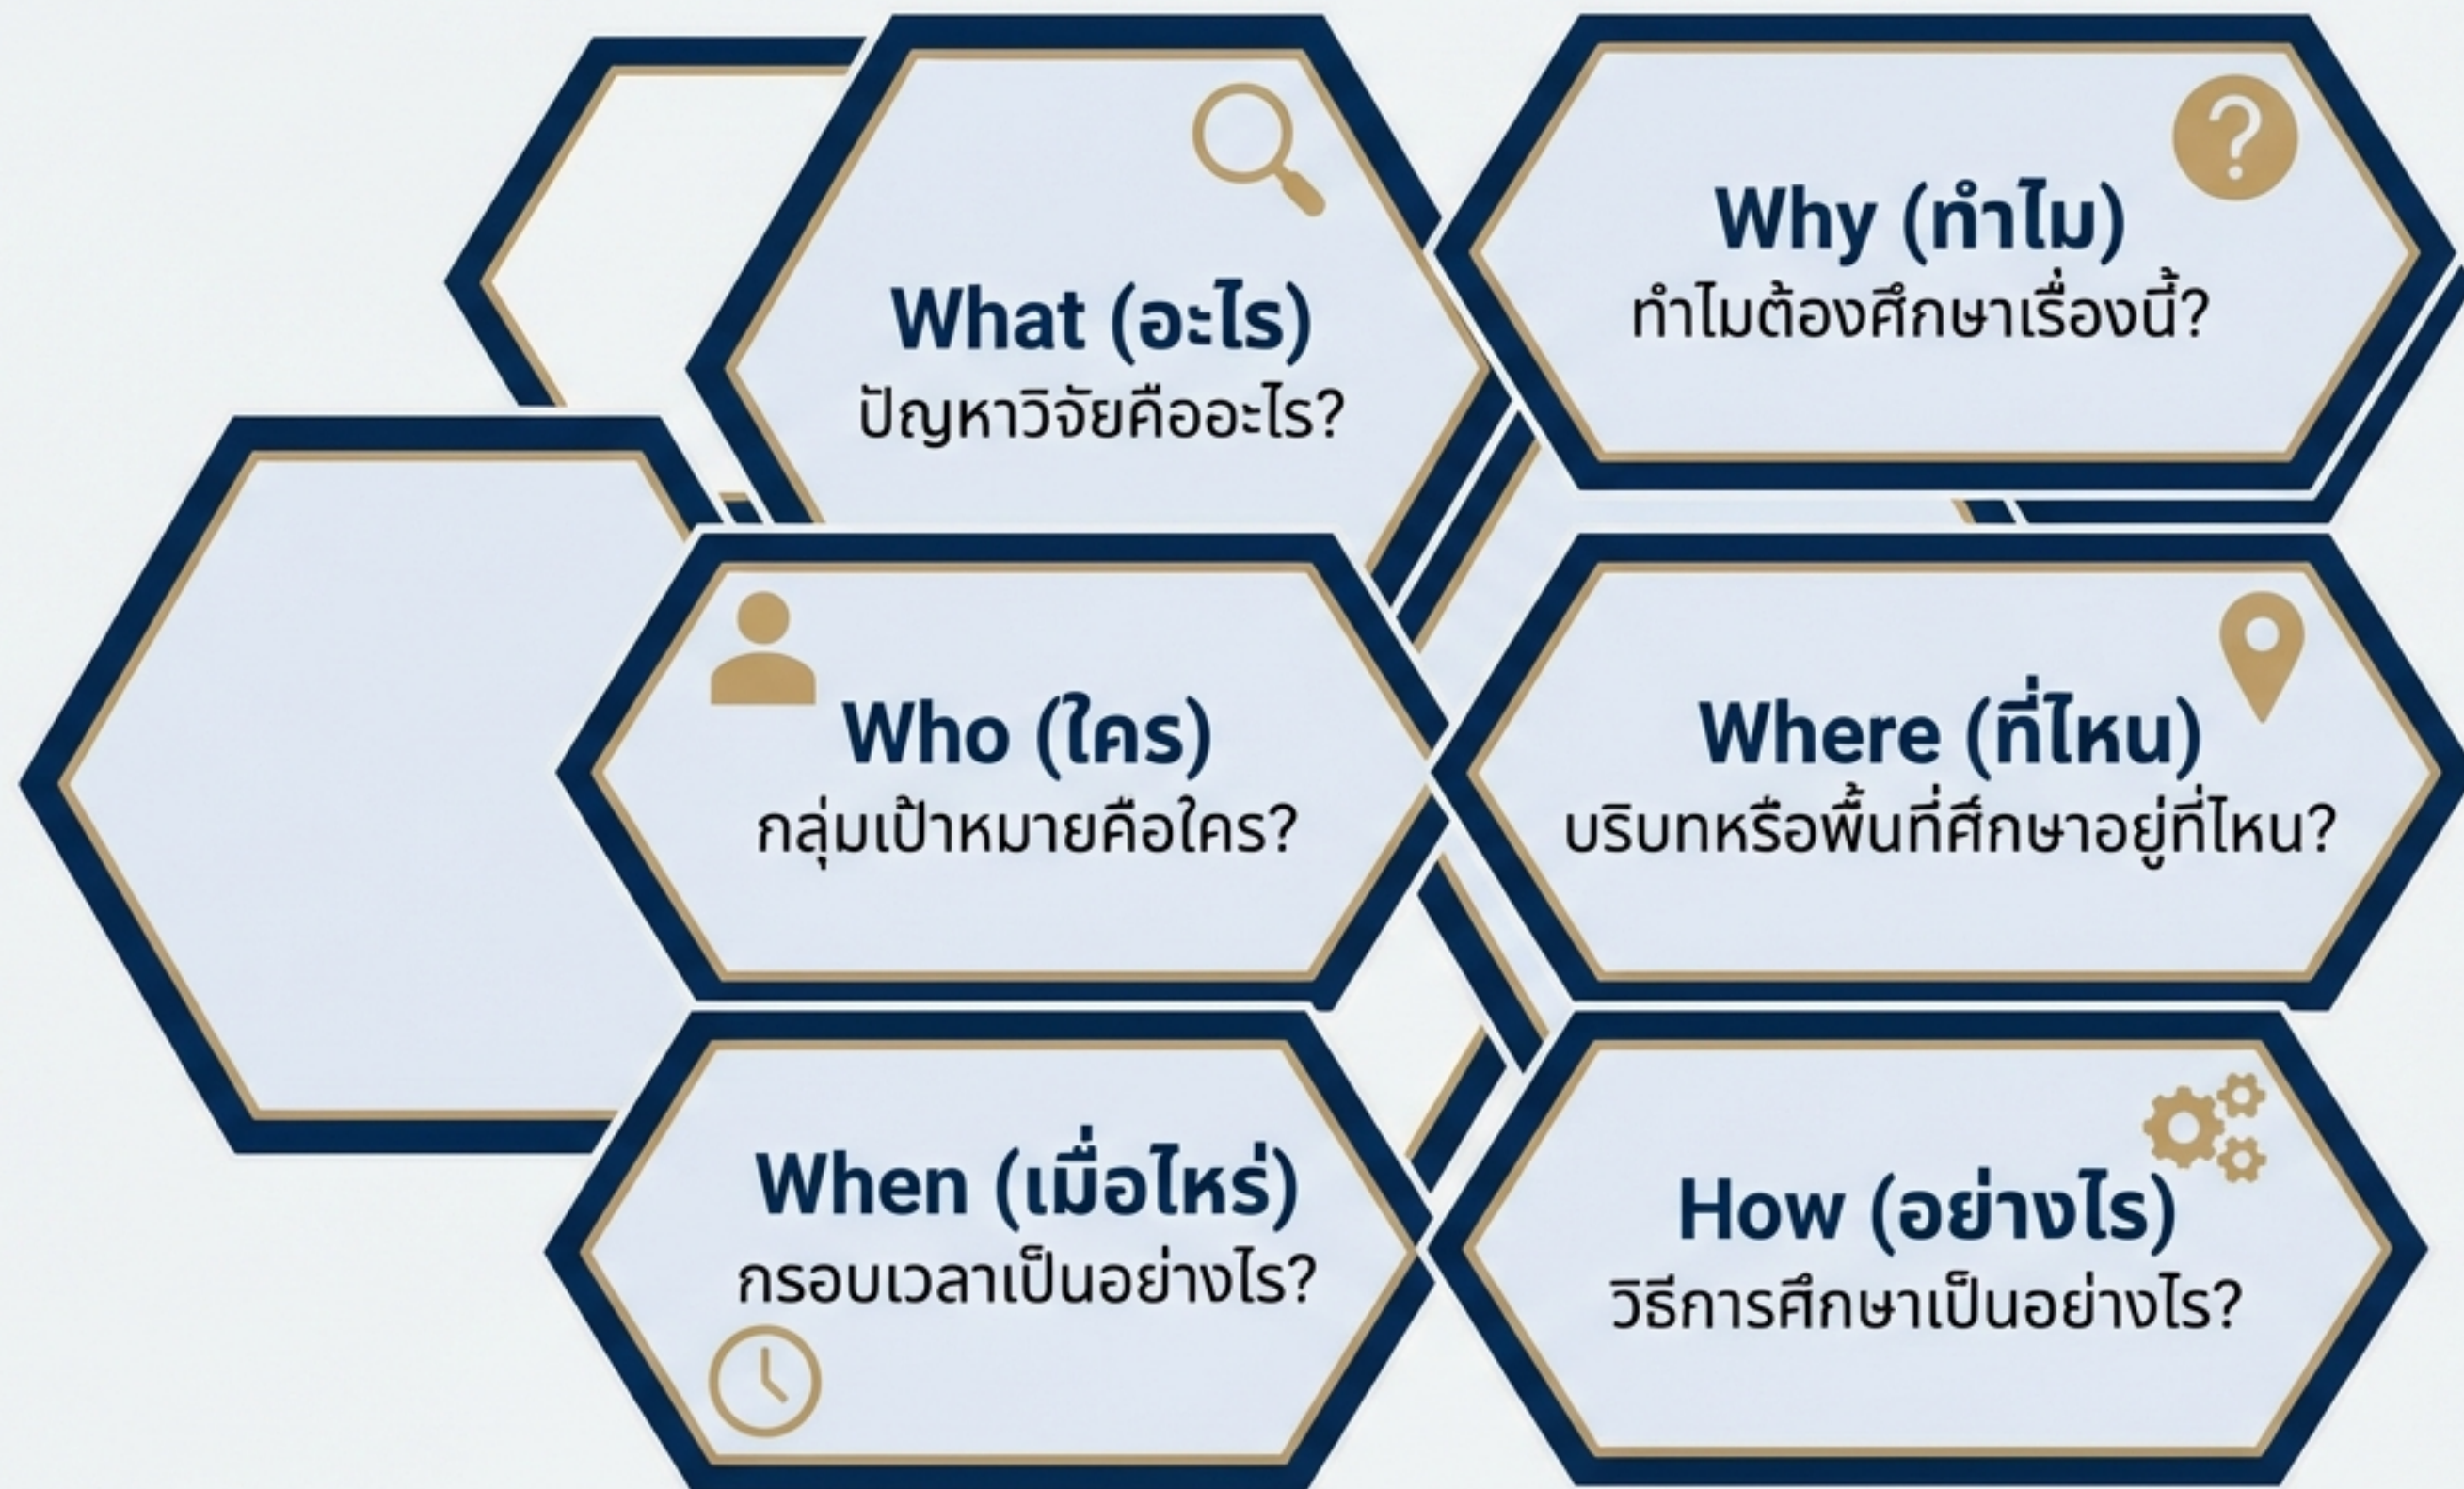 What (อะไร)
ปัญหาวิจัยคืออะไร?
Why (ทำไม)
ทำไมต้องศึกษาเรื่องนี้?
Who (ใคร)
กลุ่มเป้าหมายคือใคร?
Where (ที่ไหน)
บริบทหรือพื้นที่ศึกษาอยู่ที่ไหน?
When (เมื่อไหร่)
กรอบเวลาเป็นอย่างไร?
How (อย่างไร)
วิธีการศึกษาเป็นอย่างไร?